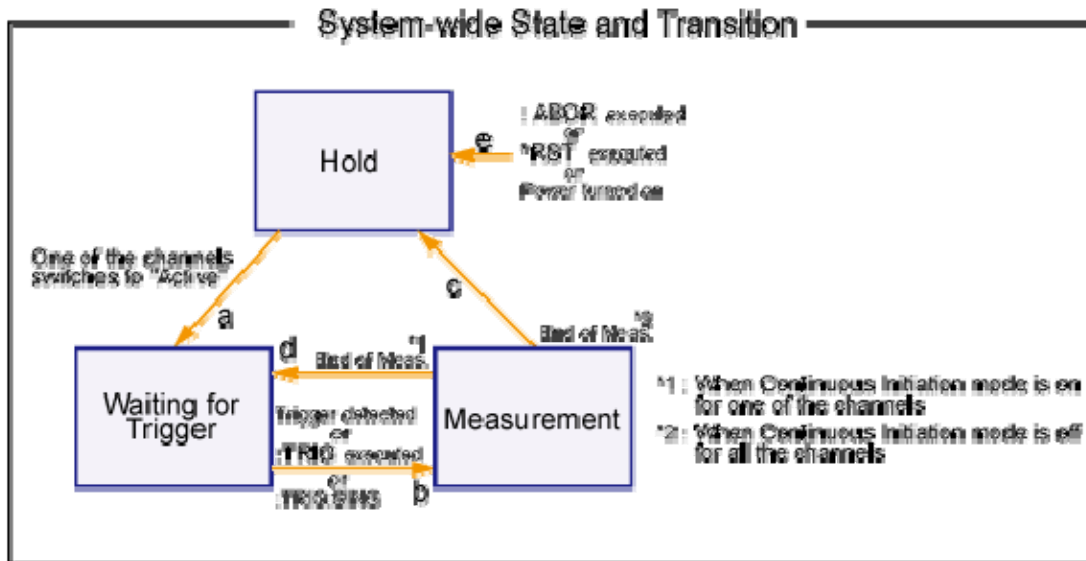 System-wide State and Transition
Hold
e
: ABOR executed
or
*RST executed
or
Power turned on
One of the channels
switches to "Active"
a
c
End of Meas. *2
d
End of Meas. *1
Waiting for
Trigger
Trigger detected
or
:TRIG executed
or
b
Measurement
*1 : When Continuous Initiation mode is on
for one of the channels
*2 : When Continuous Initiation mode is off
for all the channels